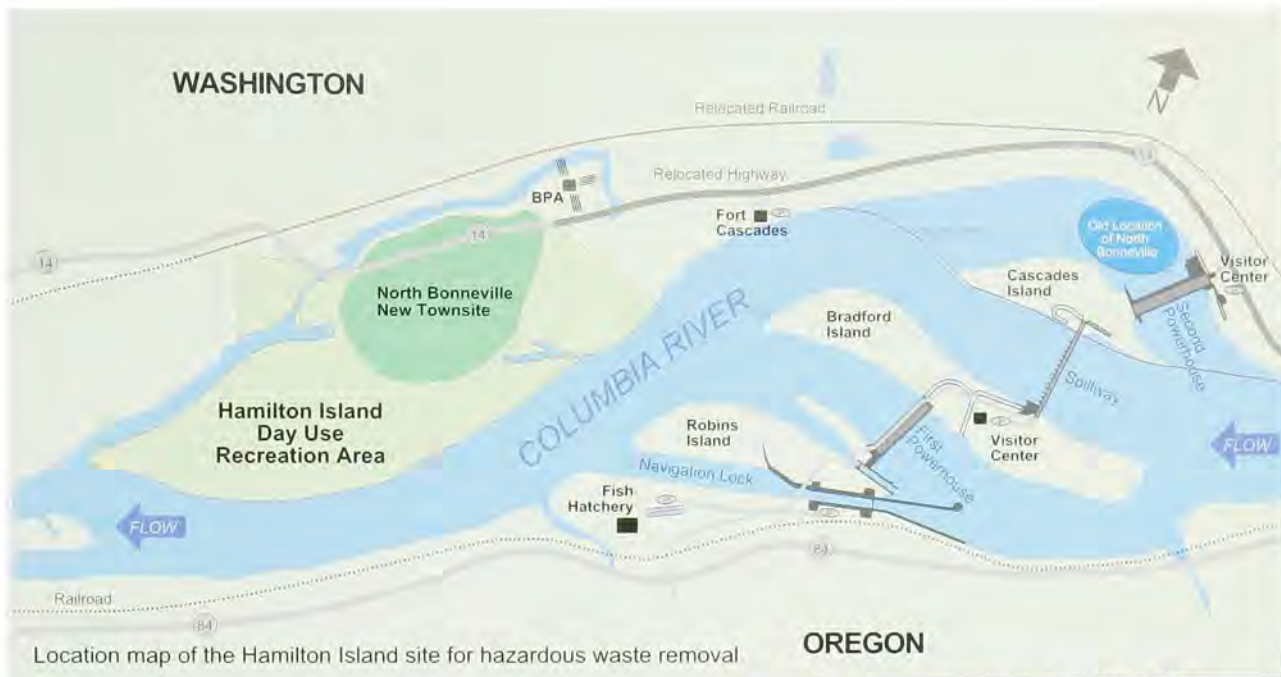 WASHINGTON
N
Relocated Railroad
Relocated Highway
14
BPA
Fort
Cascades
14
14
Old Location
of North
Bonneville
Visitor
Center
Cascades
Island
North Bonneville
New Townsite
Bradford
Island
Second
Powerhouse
COLUMBIA RIVER
Spillway
Hamilton Island
Day Use
Recreation Area
Robins
Island
First
Powerhouse
Visitor
Center
FLOW
Navigation Lock
Fish
Hatchery
FLOW
84
Railroad
84
OREGON
Location map of the Hamilton Island site for hazardous waste removal